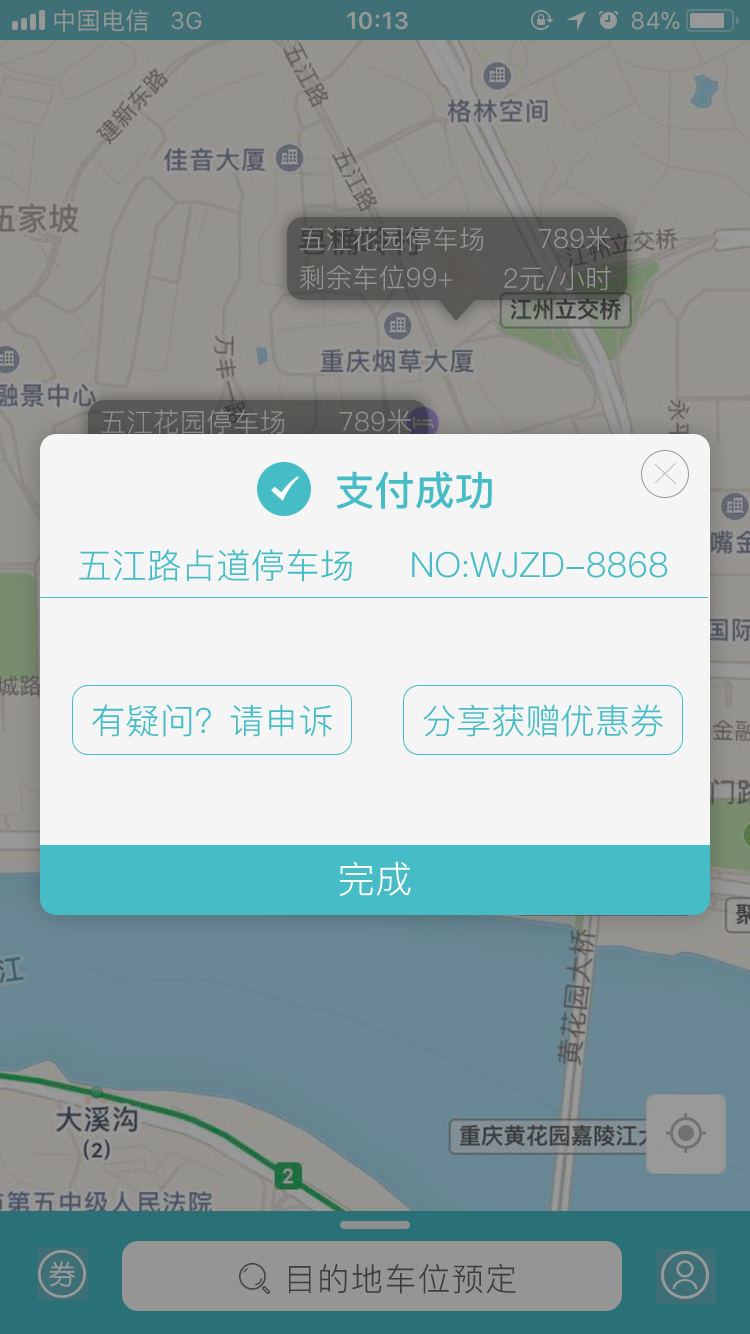 中国电信 3G 10:13 84%
五江路
建新东路
格林空间
佳音大厦
五江路
伍家坡
五江花园停车场 789米
江州立交桥
剩余车位99+ 2元/小时
江州立交桥
重庆烟草大厦
万丰一路
融景中心
五江花园停车场 789米
支付成功
五江路占道停车场 NO:WJZD-8868
嘴金
国际
城路
有疑问？请申诉 分享获赠优惠券
金融
门路
完成
聚
江
黄花园大桥
大溪沟
(2)
重庆黄花园嘉陵江大
2
市第五中级人民法院
券 目的地车位预定